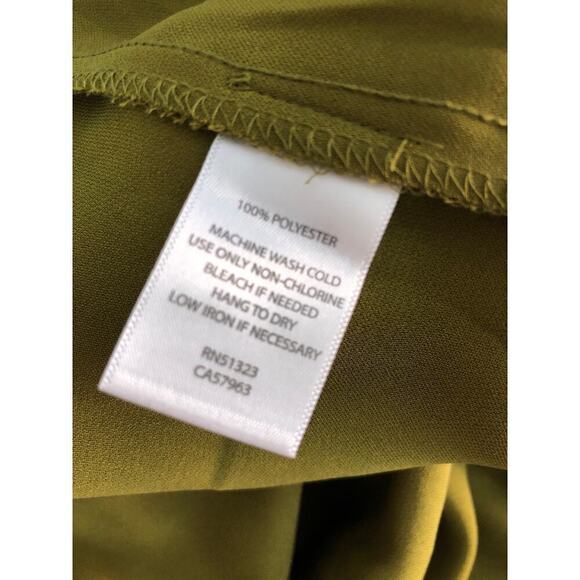 100% POLYESTER
MACHINE WASH COLD
USE ONLY NON-CHLORINE
BLEACH IF NEEDED
HANG TO DRY
LOW IRON IF NECESSARY
RN51323
CA57963